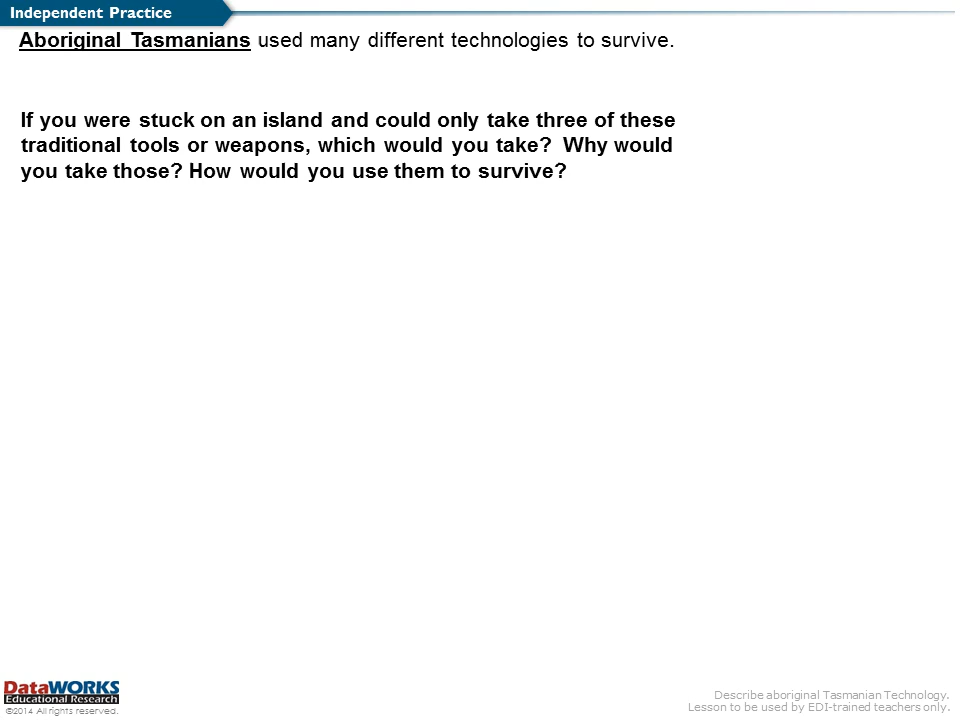 Independent Practice
Aboriginal Tasmanians used many different technologies to survive.
If you were stuck on an island and could only take three of these
traditional tools or weapons, which would you take? Why would
you take those? How would you use them to survive?
DataWORKS
Educational Research
©2014 All rights reserved.
Describe aboriginal Tasmanian Technology.
Lesson to be used by EDI-trained teachers only.